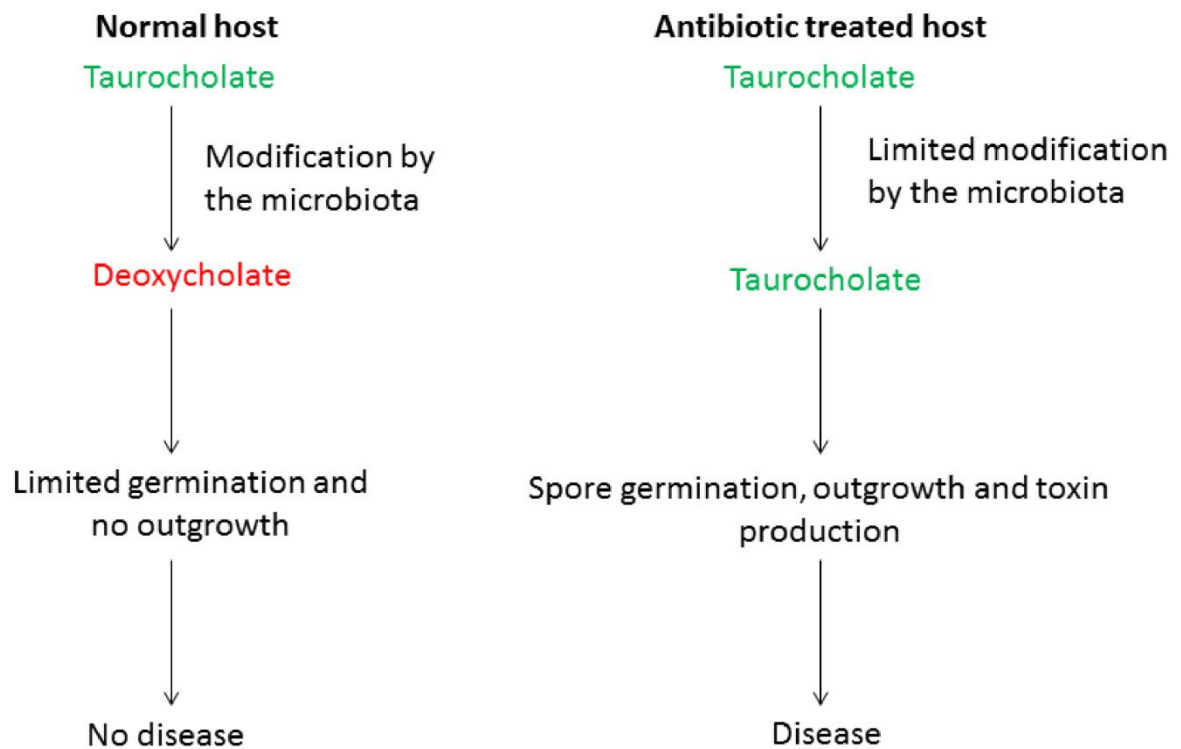 Normal host
Taurocholate
Modification by
the microbiota
Deoxycholate
Limited germination and
no outgrowth
No disease
Antibiotic treated host
Taurocholate
Limited modification
by the microbiota
Taurocholate
Spore germination, outgrowth and toxin
production
Disease